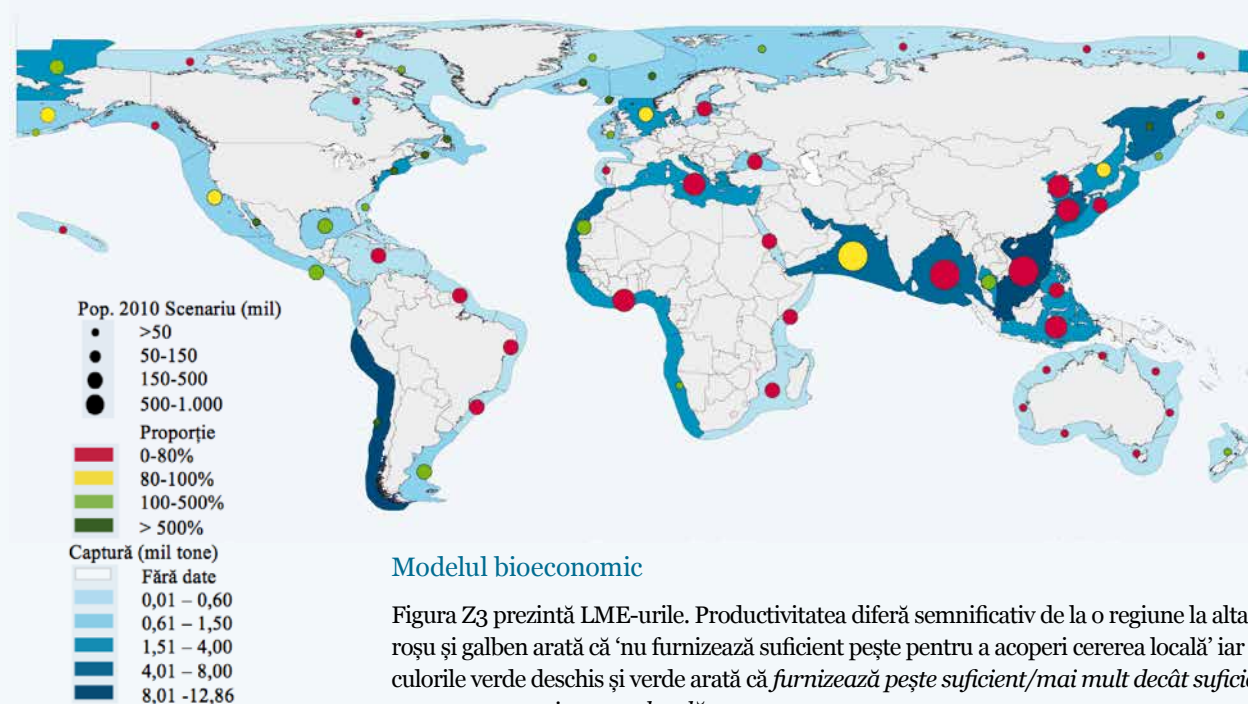 Pop. 2010 Scenariu (mil)
>50
50-150
150-500
500-1.000
Proporție
0-80%
80-100%
100-500%
> 500%
Captură (mil tone)
Fără date
0,01 – 0,60
0,61 – 1,50
1,51 – 4,00
4,01 – 8,00
8,01 -12,86
Modelul bioeconomic
Figura Z3 prezintă LME-urile. Productivitatea diferă semnificativ de la o regiune la alta
roșu și galben arată că ‘nu furnizează suficient pește pentru a acoperi cererea locală’ iar
culorile verde deschis și verde arată că furnizează pește suficient/mai mult decât